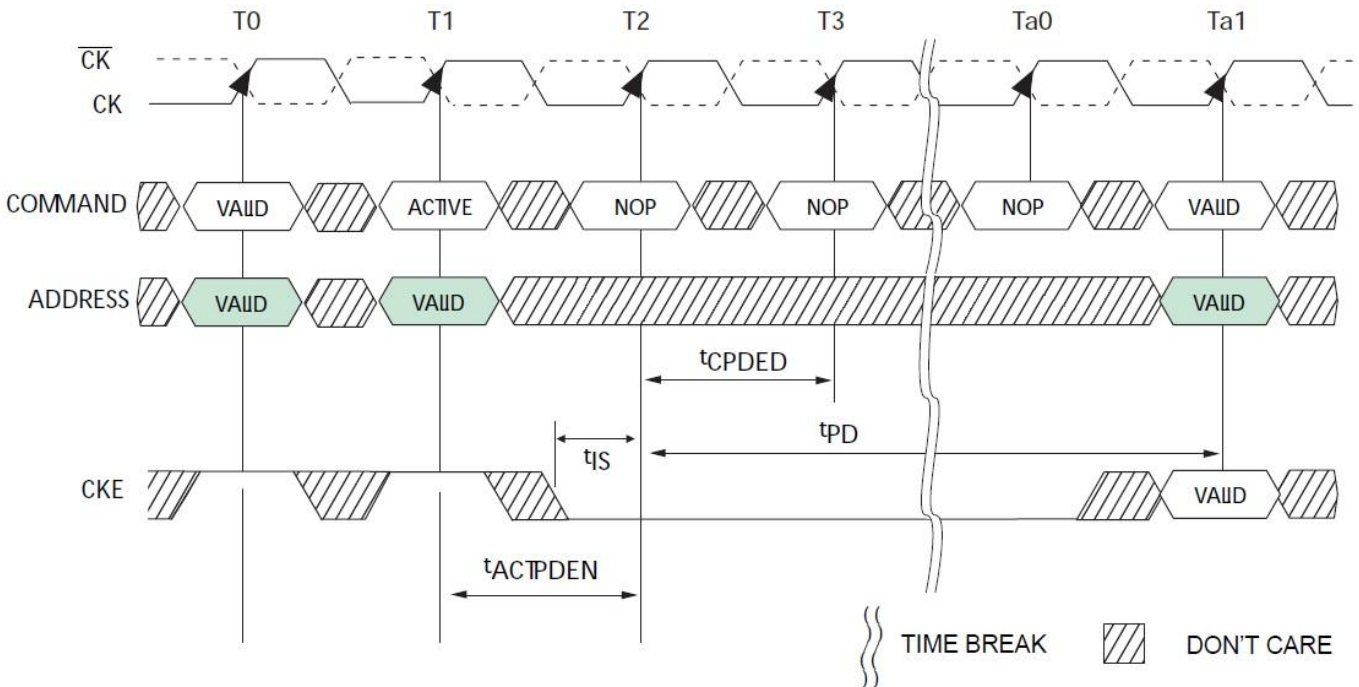 T0 T1 T2 T3 Ta0 Ta1
CK
CK
COMMAND VALID ACTIVE NOP NOP NOP VALID
ADDRESS VALID VALID VALID
tCPDED
tIS tPD
CKE VALID
tACTPDEN
TIME BREAK DON'T CARE